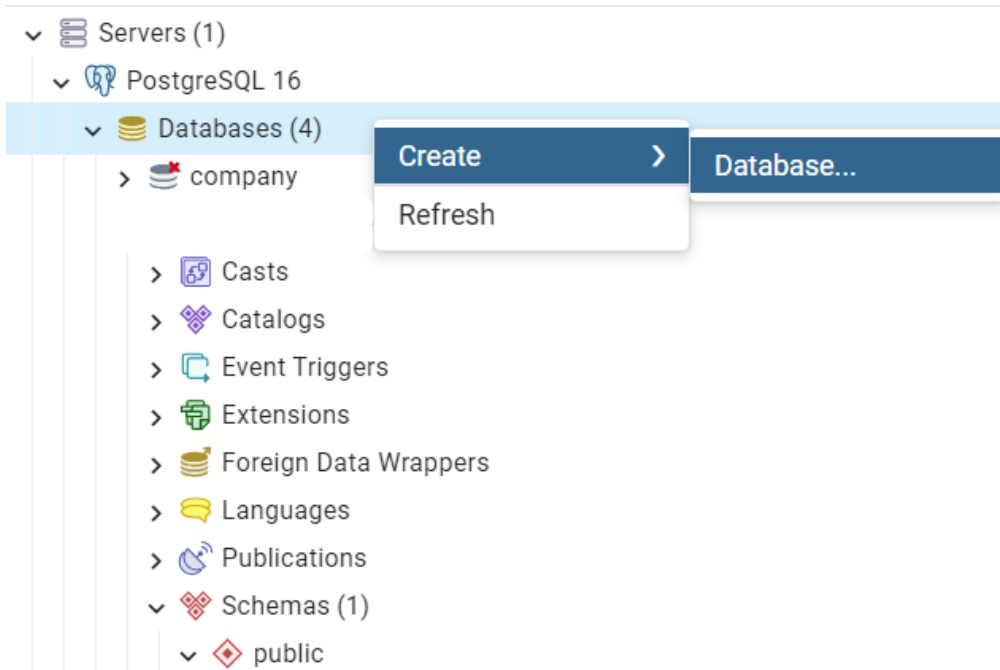 Servers (1)
PostgreSQL 16
Databases (4)
Create
Database...
company
Refresh
Casts
Catalogs
Event Triggers
Extensions
Foreign Data Wrappers
Languages
Publications
Schemas (1)
public